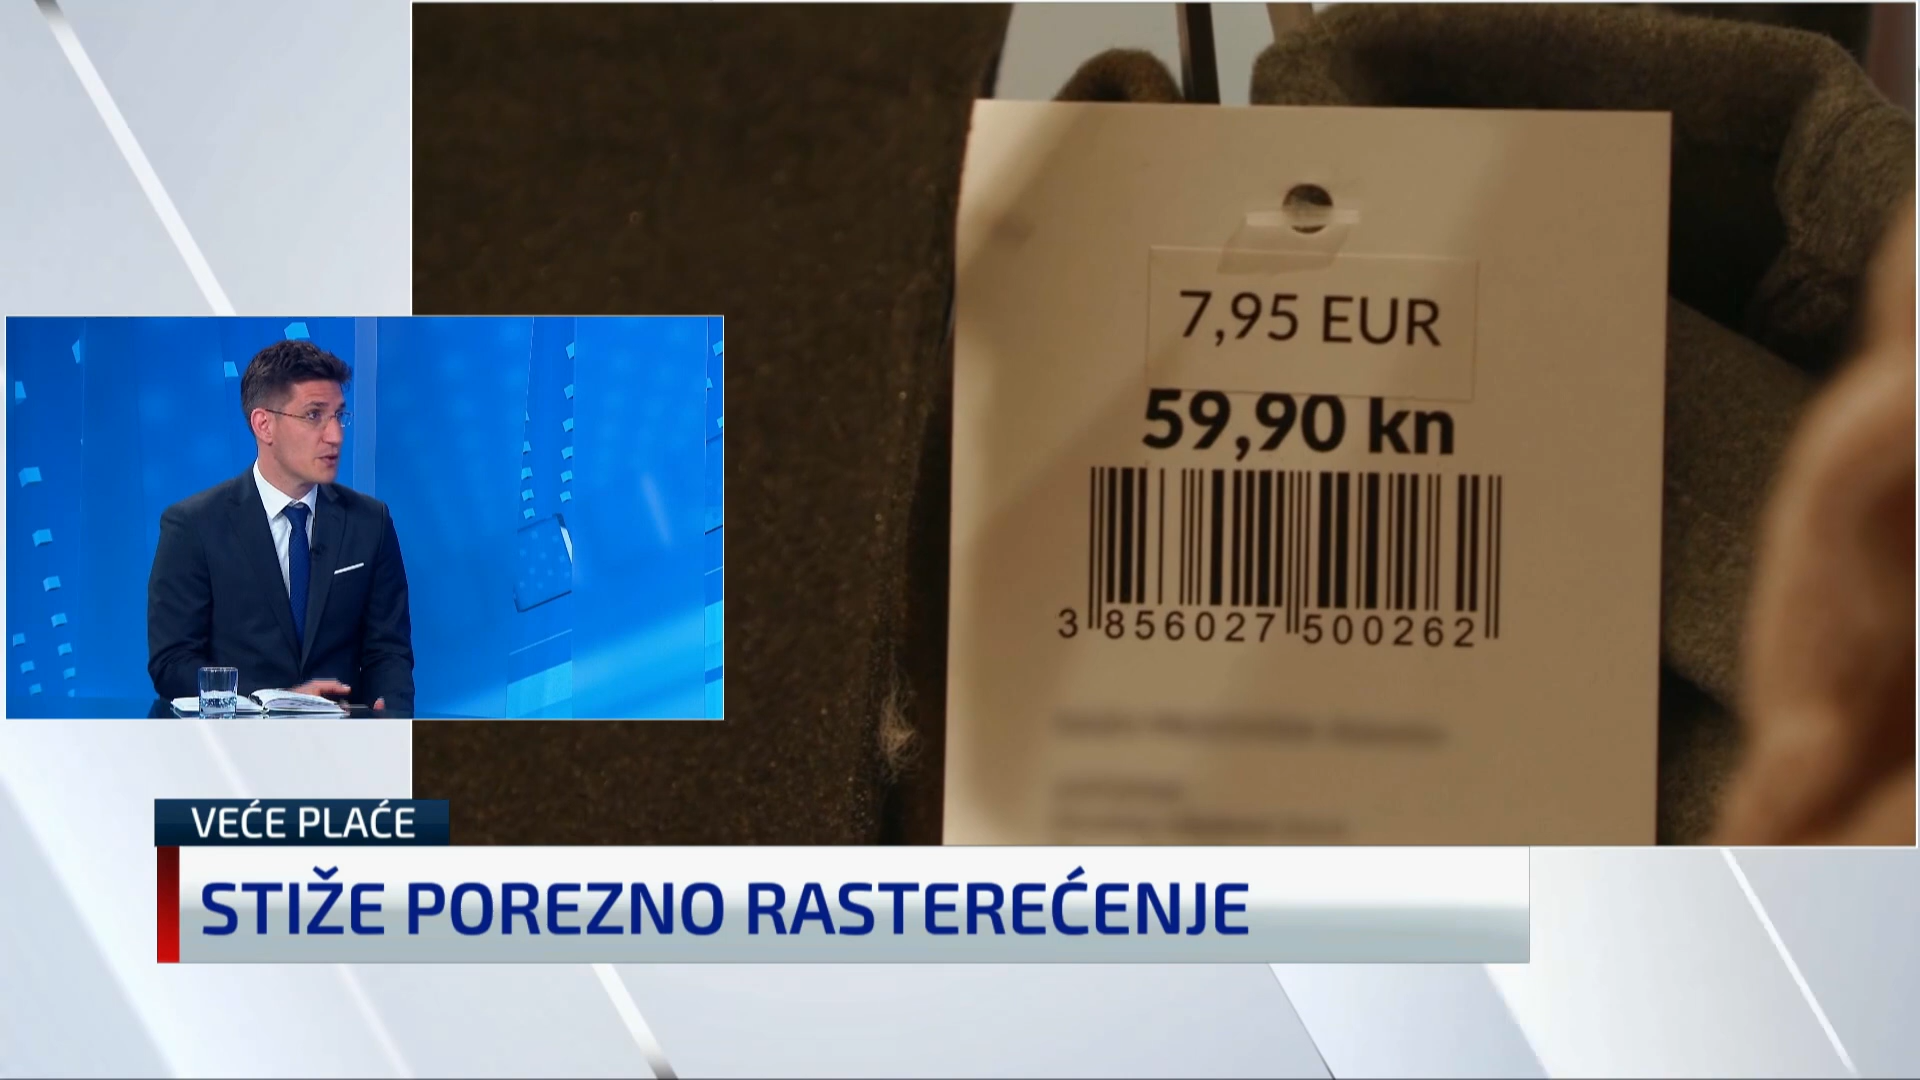 7,95 EUR
59,90 kn
3 856027 500262
VEĆE PLAĆE
STIŽE POREZNO RASTEREĆENJE